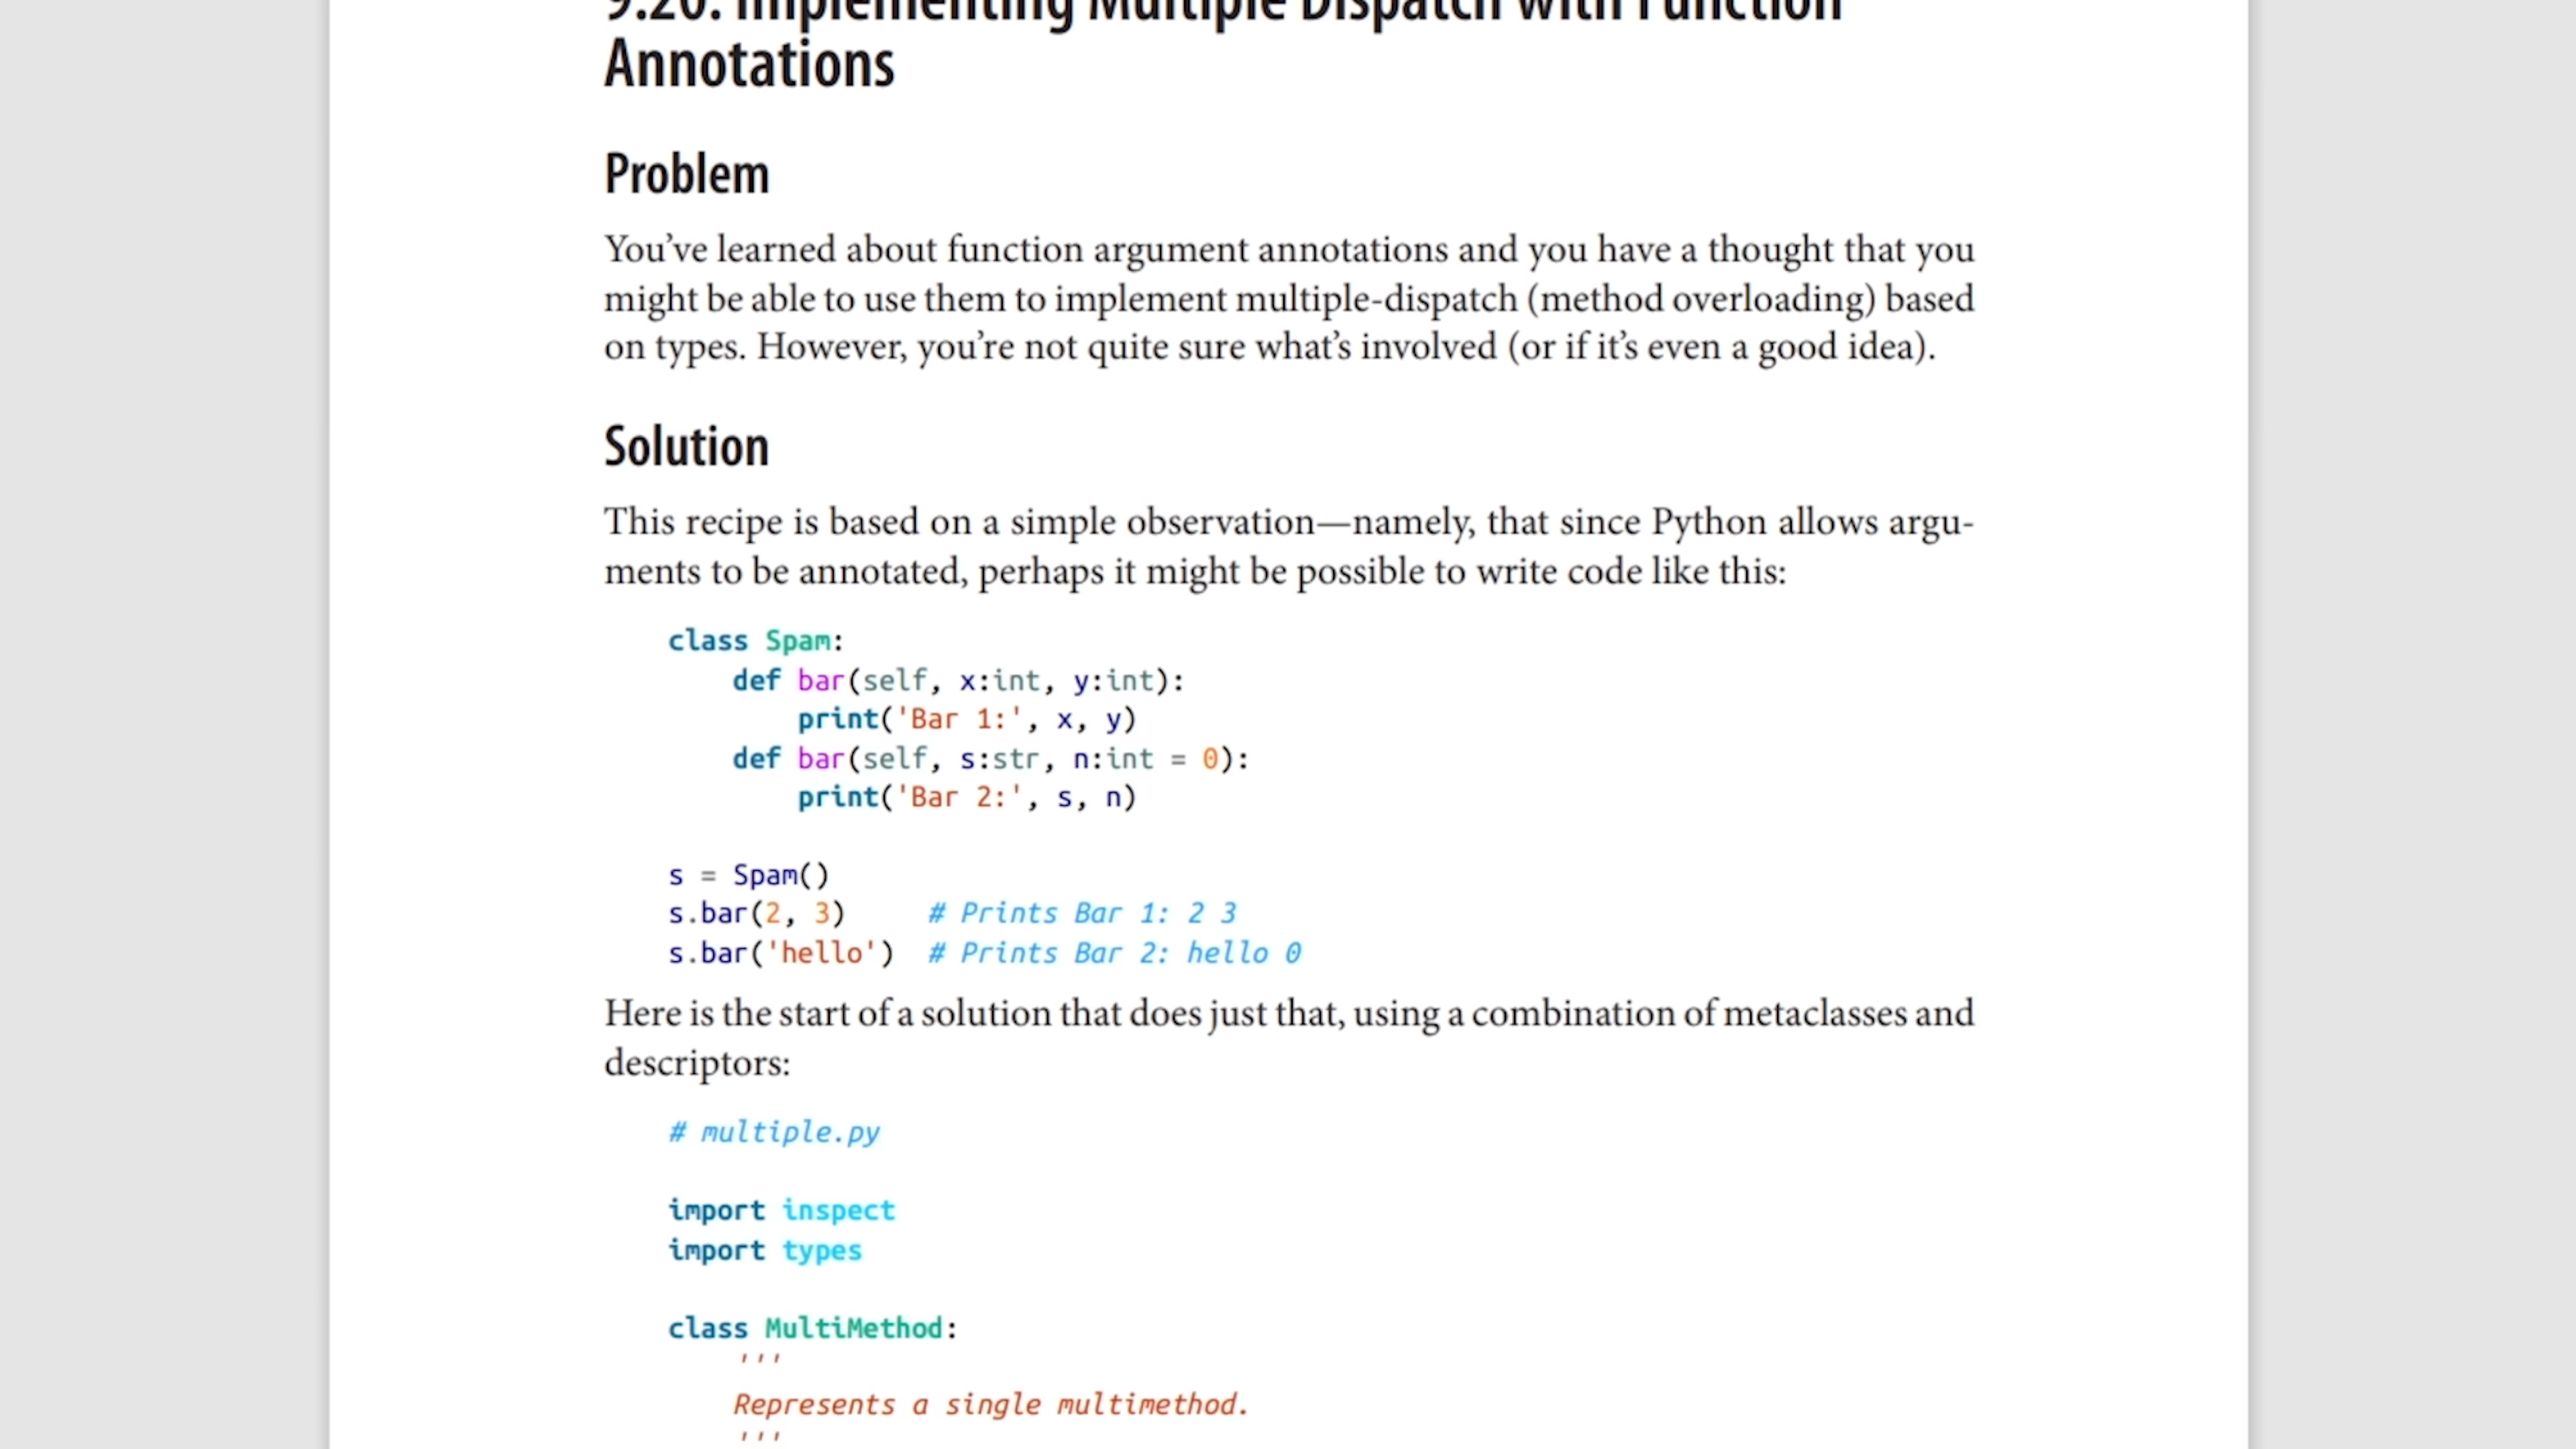 9.20. Implementing Multiple Dispatch with Function
Annotations
Problem
You’ve learned about function argument annotations and you have a thought that you
might be able to use them to implement multiple-dispatch (method overloading) based
on types. However, you’re not quite sure what’s involved (or if it’s even a good idea).
Solution
This recipe is based on a simple observation—namely, that since Python allows argu-
ments to be annotated, perhaps it might be possible to write code like this:
class Spam:
    def bar(self, x:int, y:int):
        print('Bar 1:', x, y)
    def bar(self, s:str, n:int = 0):
        print('Bar 2:', s, n)
s = Spam()
s.bar(2, 3)     # Prints Bar 1: 2 3
s.bar('hello')  # Prints Bar 2: hello 0
Here is the start of a solution that does just that, using a combination of metaclasses and
descriptors:
# multiple.py
import inspect
import types
class MultiMethod:
    '''
    Represents a single multimethod.
    '''